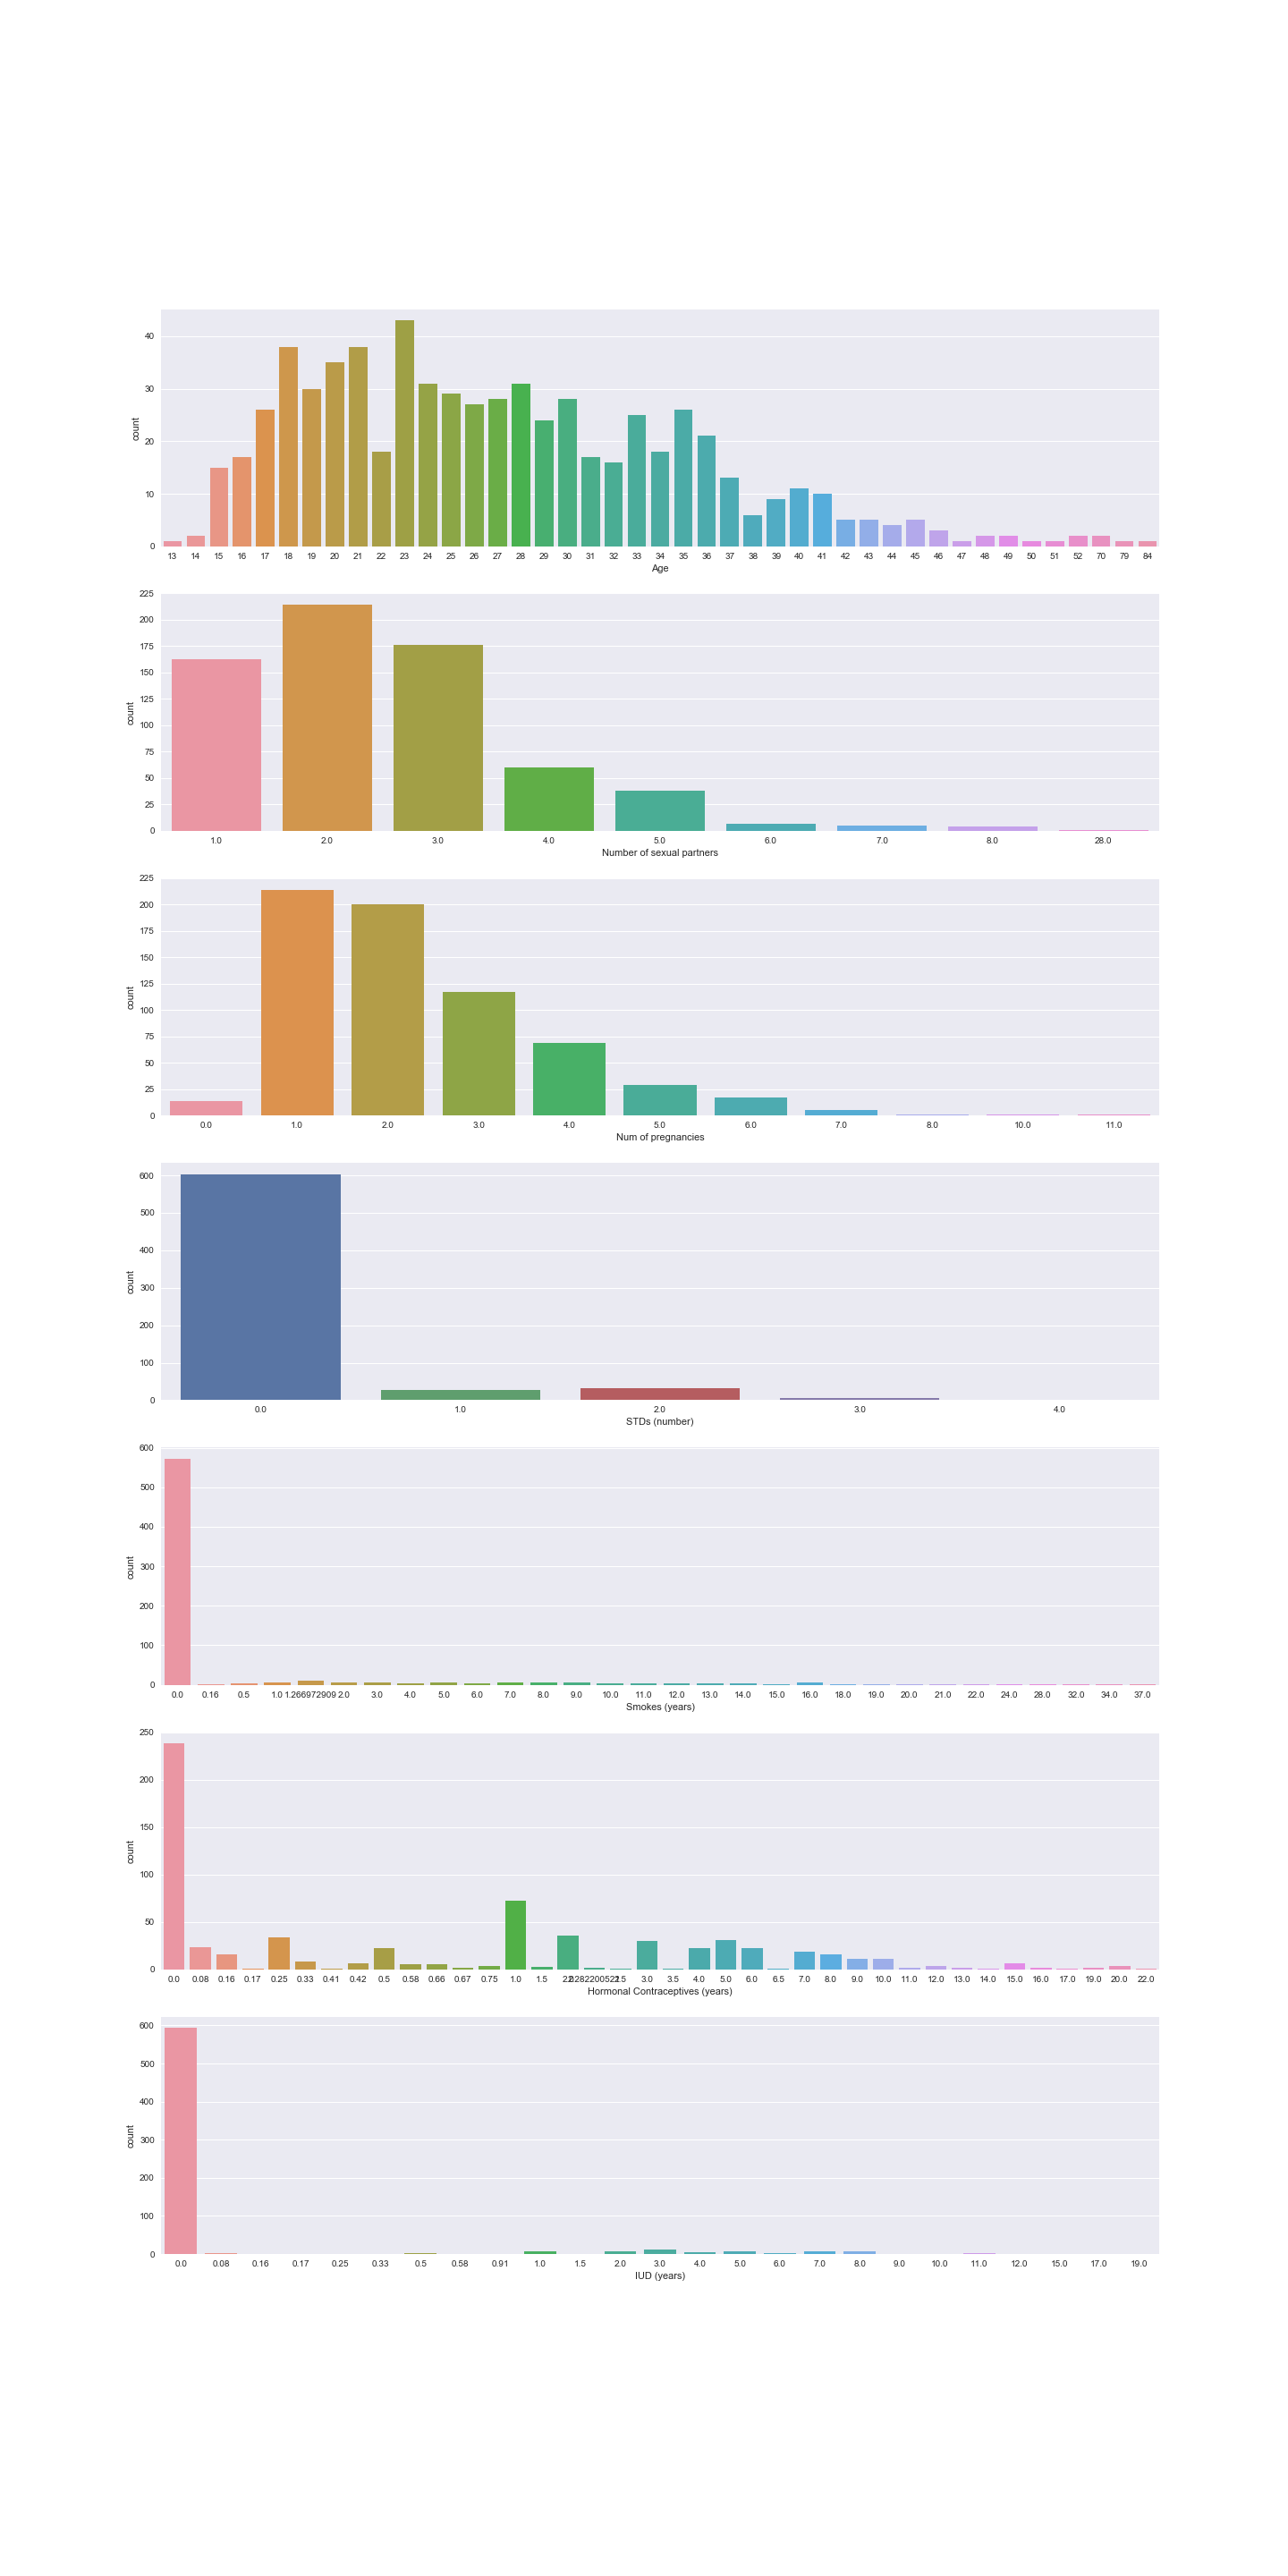 40
30
20
10
0
count
13 14 15 16 17 18 19 20 21 22 23 24 25 26 27 28 29 30 31 32 33 34 35 36 37 38 39 40 41 42 43 44 45 46 47 48 49 50 51 52 70 79 84
Age
225
200
175
150
125
100
75
50
25
0
count
1.0 2.0 3.0 4.0 5.0 6.0 7.0 8.0 28.0
Number of sexual partners
225
200
175
150
125
100
75
50
25
0
count
0.0 1.0 2.0 3.0 4.0 5.0 6.0 7.0 8.0 10.0 11.0
Num of pregnancies
600
500
400
300
200
100
0
count
0.0 1.0 2.0 3.0 4.0
STDs (number)
600
500
400
300
200
100
0
count
0.0 0.16 0.5 1.0 1.266972909 2.0 3.0 4.0 5.0 6.0 7.0 8.0 9.0 10.0 11.0 12.0 13.0 14.0 15.0 16.0 18.0 19.0 20.0 21.0 22.0 24.0 28.0 32.0 34.0 37.0
Smokes (years)
250
200
150
100
50
0
count
0.0 0.08 0.16 0.17 0.25 0.33 0.41 0.42 0.5 0.58 0.66 0.67 0.75 1.0 1.5 3.0 3.5 4.0 5.0 6.0 6.5 7.0 8.0 9.0 10.0 11.0 12.0 13.0 14.0 15.0 16.0 17.0 19.0 20.0 22.0
Hormonal Contraceptives (years)
600
500
400
300
200
100
0
count
0.0 0.08 0.16 0.17 0.25 0.33 0.5 0.58 0.91 1.0 1.5 2.0 3.0 4.0 5.0 6.0 7.0 8.0 9.0 10.0 11.0 12.0 15.0 17.0 19.0
IUD (years)